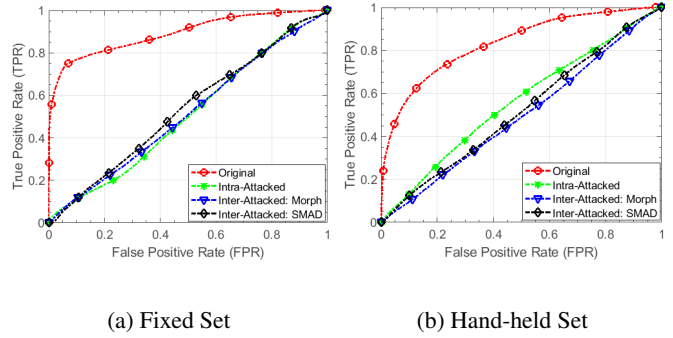 1
0.8
0.6
0.4
0.2
0
0 0.2 0.4 0.6 0.8 1
True Positive Rate (TPR)
False Positive Rate (FPR)
Original
Intra-Attacked
Inter-Attacked: Morph
Inter-Attacked: SMAD
(a) Fixed Set
1
0.8
0.6
0.4
0.2
0
0 0.2 0.4 0.6 0.8 1
True Positive Rate (TPR)
False Positive Rate (FPR)
Original
Intra-Attacked
Inter-Attacked: Morph
Inter-Attacked: SMAD
(b) Hand-held Set